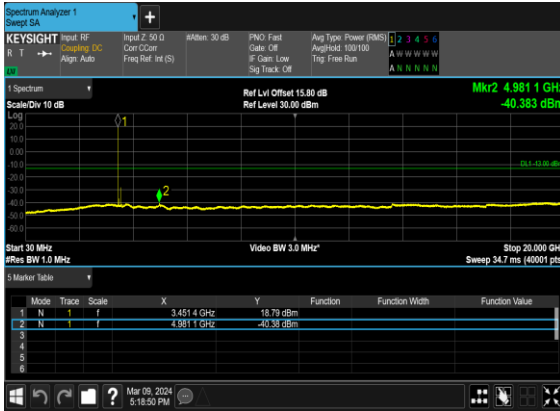 Spectrum Analyzer 1
Swept SA
+
KEYSIGHT Input: RF Input Z: 50 Ω #Atten: 30 dB PNO: Fast Avg Type: Power (RMS) 1 2 3 4 5 6
R T Coupling: DC Corr CCorr Gate: Off Avg|Hold: 100/100 A W W W W W
Align: Auto Freq Ref: Int (S) IF Gain: Low Trig: Free Run
Sig Track: Off A N N N N N
1 Spectrum Ref Lvl Offset 15.80 dB Mkr2 4.981 1 GHz
Scale/Div 10 dB Ref Level 30.00 dBm -40.383 dBm
Log
20.0 1
10.0
0.00
-10.0 DL1 -13.00 dBm
-20.0
-30.0 2
-40.0
-50.0
-60.0
Start 30 MHz Video BW 3.0 MHz* Stop 20.000 GHz
#Res BW 1.0 MHz Sweep 34.7 ms (40001 pts)
5 Marker Table
Mode Trace Scale X Y Function Function Width Function Value
1 N 1 f 3.451 4 GHz 18.79 dBm
2 N 1 f 4.981 1 GHz -40.38 dBm
3
4
5
6
? Mar 09, 2024
5:18:50 PM